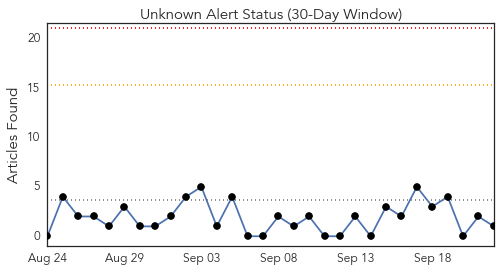 Unknown Alert Status (30-Day Window)
Articles Found
20
15
10
5
0
Aug 24 Aug 29 Sep 03 Sep 08 Sep 13 Sep 18